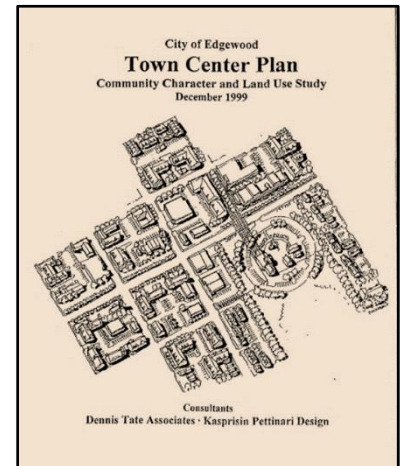 City of Edgewood
Town Center Plan
Community Character and Land Use Study
December 1999
Consultants
Dennis Tate Associates · Kasprisin Pettinari Design